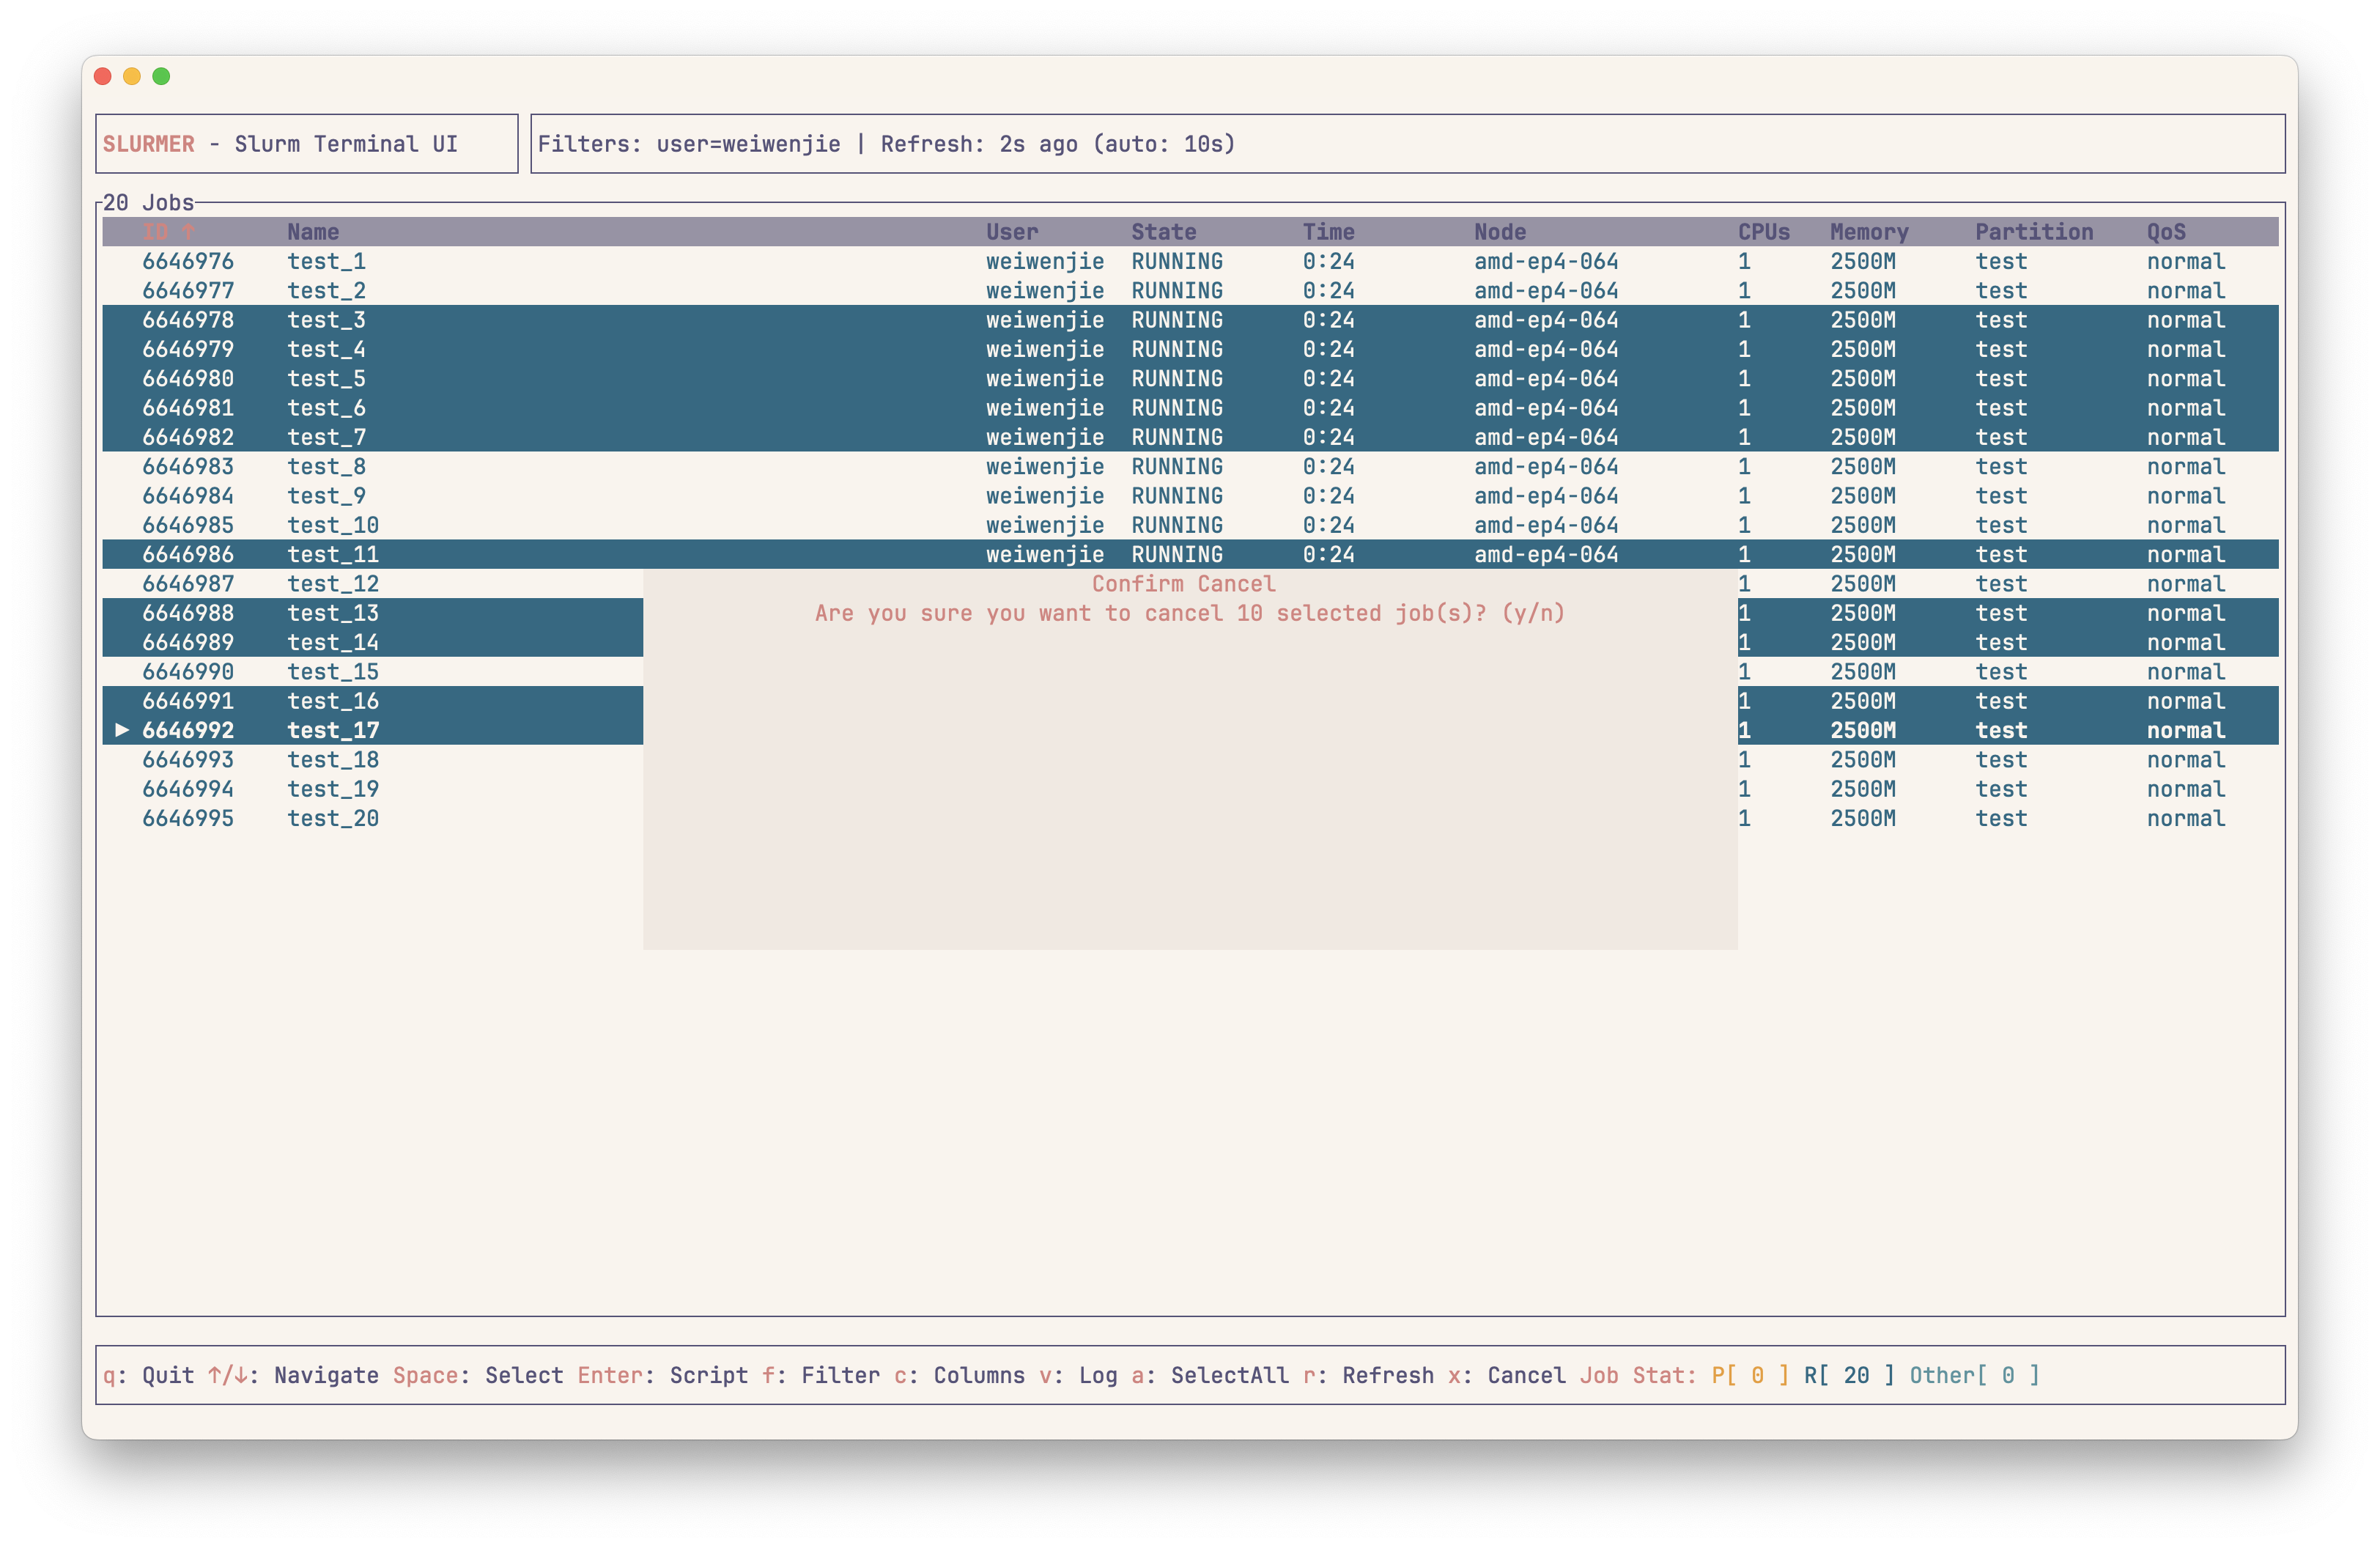 SLURMER - Slurm Terminal UI
Filters: user=weiwenjie | Refresh: 2s ago (auto: 10s)
20 Jobs
ID ↑ Name User State Time Node CPUs Memory Partition QoS
6646976 test_1 weiwenjie RUNNING 0:24 amd-ep4-064 1 2500M test normal
6646977 test_2 weiwenjie RUNNING 0:24 amd-ep4-064 1 2500M test normal
6646978 test_3 weiwenjie RUNNING 0:24 amd-ep4-064 1 2500M test normal
6646979 test_4 weiwenjie RUNNING 0:24 amd-ep4-064 1 2500M test normal
6646980 test_5 weiwenjie RUNNING 0:24 amd-ep4-064 1 2500M test normal
6646981 test_6 weiwenjie RUNNING 0:24 amd-ep4-064 1 2500M test normal
6646982 test_7 weiwenjie RUNNING 0:24 amd-ep4-064 1 2500M test normal
6646983 test_8 weiwenjie RUNNING 0:24 amd-ep4-064 1 2500M test normal
6646984 test_9 weiwenjie RUNNING 0:24 amd-ep4-064 1 2500M test normal
6646985 test_10 weiwenjie RUNNING 0:24 amd-ep4-064 1 2500M test normal
6646986 test_11 weiwenjie RUNNING 0:24 amd-ep4-064 1 2500M test normal
6646987 test_12 Confirm Cancel 1 2500M test normal
6646988 test_13 Are you sure you want to cancel 10 selected job(s)? (y/n) 1 2500M test normal
6646989 test_14 1 2500M test normal
6646990 test_15 1 2500M test normal
6646991 test_16 1 2500M test normal
▶ 6646992 test_17 1 2500M test normal
6646993 test_18 1 2500M test normal
6646994 test_19 1 2500M test normal
6646995 test_20 1 2500M test normal
q: Quit ↑/↓: Navigate Space: Select Enter: Script f: Filter c: Columns v: Log a: SelectAll r: Refresh x: Cancel Job Stat: P[ 0 ] R[ 20 ] Other[ 0 ]